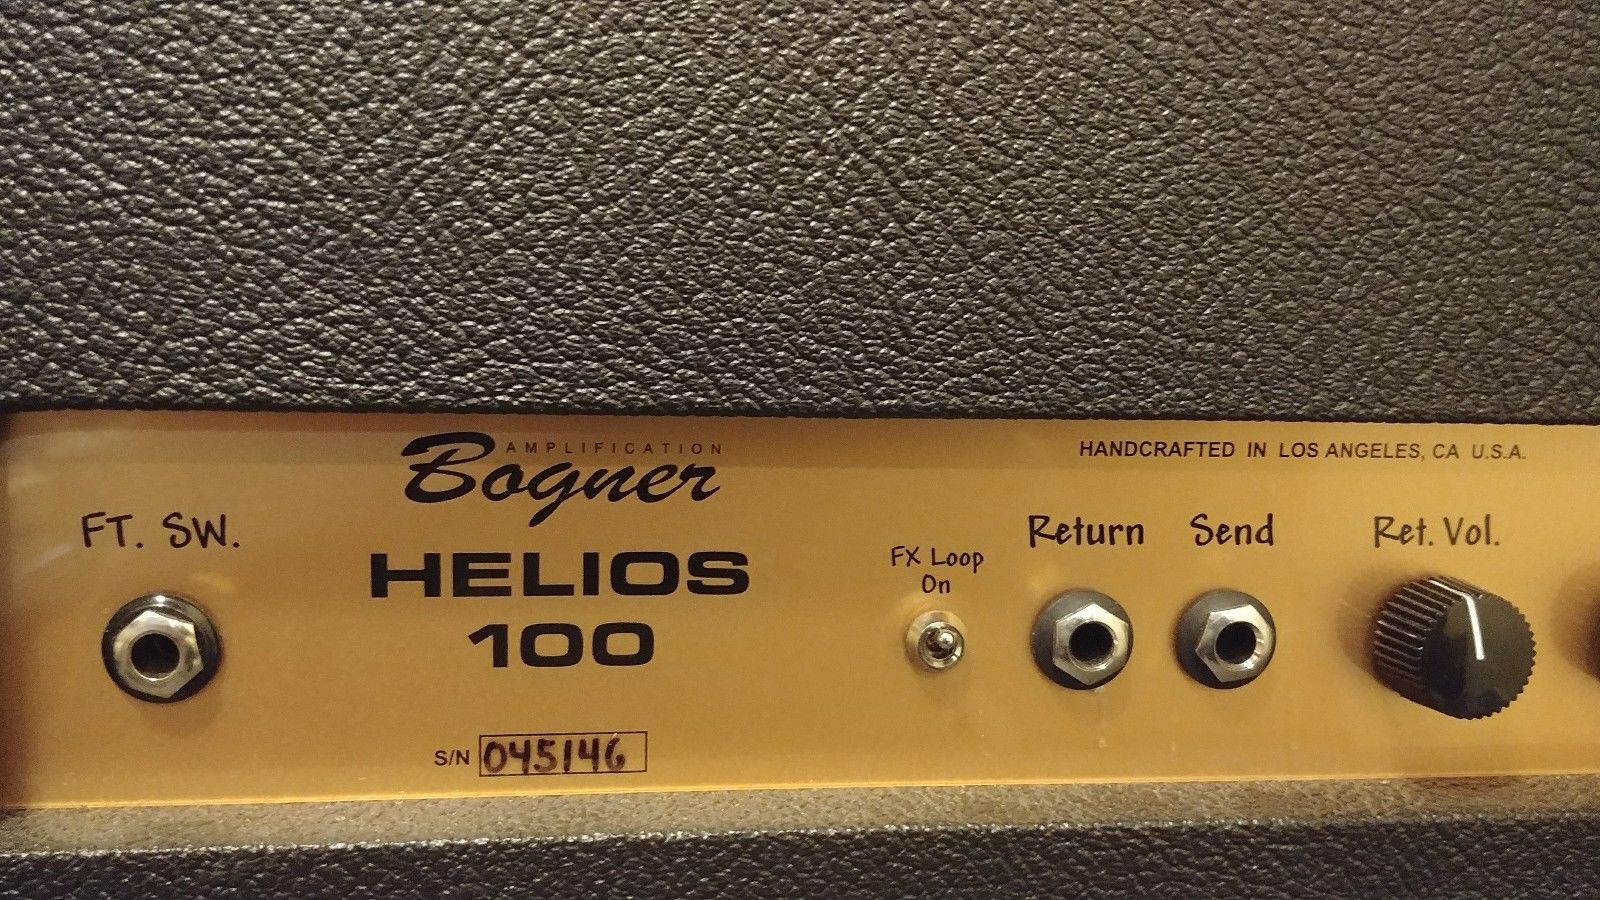 AMPLIFICATION
Bogner
HANDCRAFTED IN LOS ANGELES, CA U.S.A.
FT. SW.
HELIOS
100
FX Loop
On
Return
Send
Ret. Vol.
S/N 045146